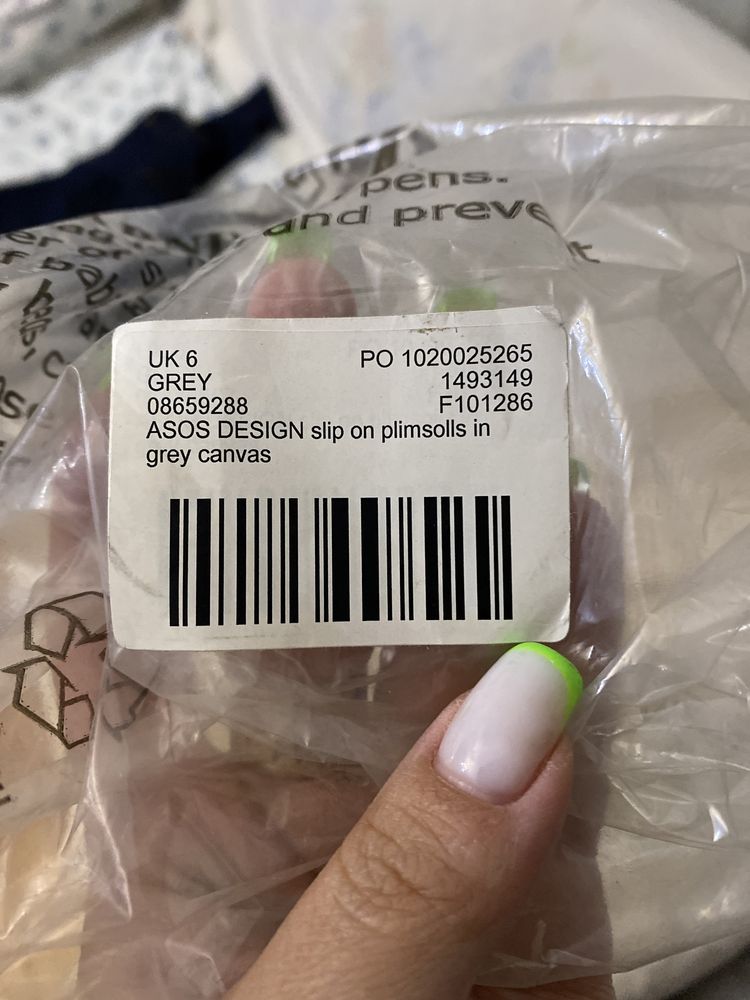 pens.
and preve
UK 6
PO 1020025265
GREY
1493149
08659288
F101286
ASOS DESIGN slip on plimsolls in
grey canvas